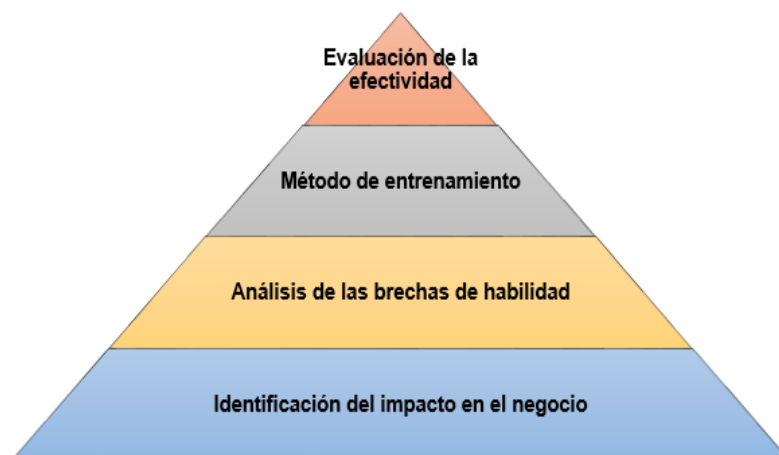 Evaluación de la
efectividad
Método de entrenamiento
Análisis de las brechas de habilidad
Identificación del impacto en el negocio